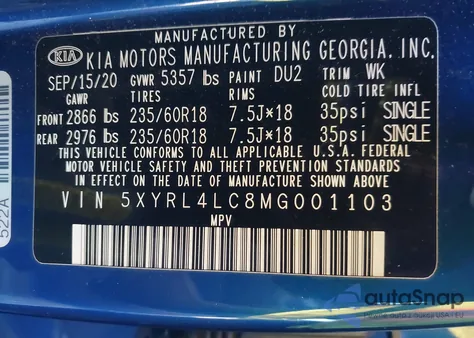 MANUFACTURED BY
KIA KIA MOTORS MANUFACTURING GEORGIA, INC.
SEP/15/20 GVWR 5357 lbs PAINT DU2 TRIM WK
GAWR TIRES RIMS COLD TIRE INFL
FRONT 2866 lbs 235/60R18 7.5J*18 35psi SINGLE
REAR 2976 lbs 235/60R18 7.5J*18 35psi SINGLE
THIS VEHICLE CONFORMS TO ALL APPLICABLE U.S. FEDERAL
MOTOR VEHICLE SAFETY AND THEFT PREVENTION STANDARDS
IN EFFECT ON THE DATE OF MANUFACTURE SHOWN ABOVE
VIN 5XYRL4LC8MG001103
MPV
522A
autoSnap